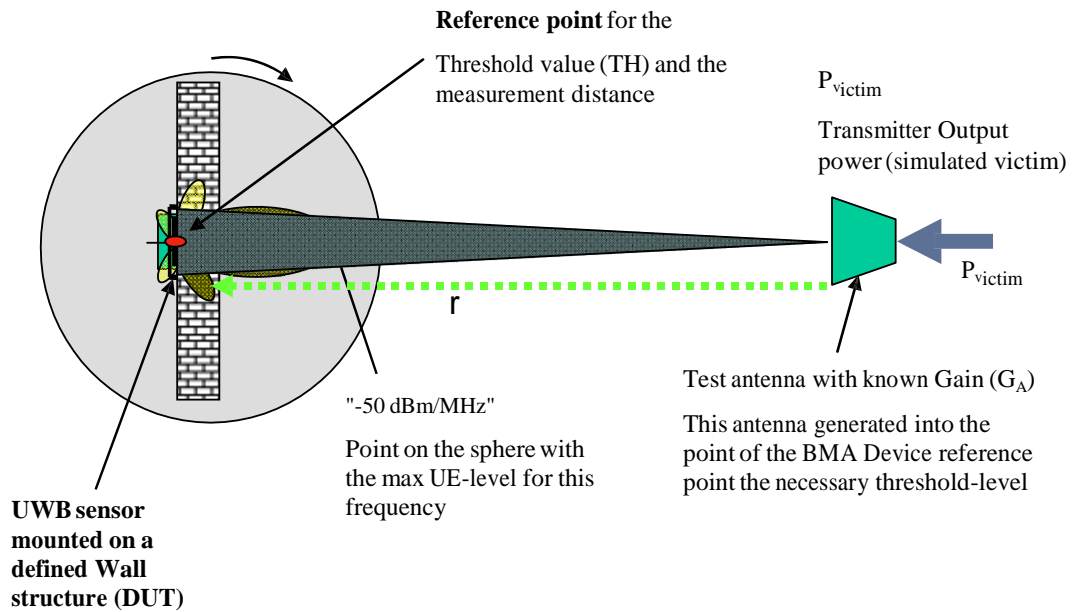 Reference point for the
Threshold value (TH) and the
measurement distance
Pvictim
Transmitter Output
power (simulated victim)
Pvictim
r
"-50 dBm/MHz"
Point on the sphere with
the max UE-level for this
frequency
Test antenna with known Gain (GA)
This antenna generated into the
point of the BMA Device reference
point the necessary threshold-level
UWB sensor
mounted on a
defined Wall
structure (DUT)